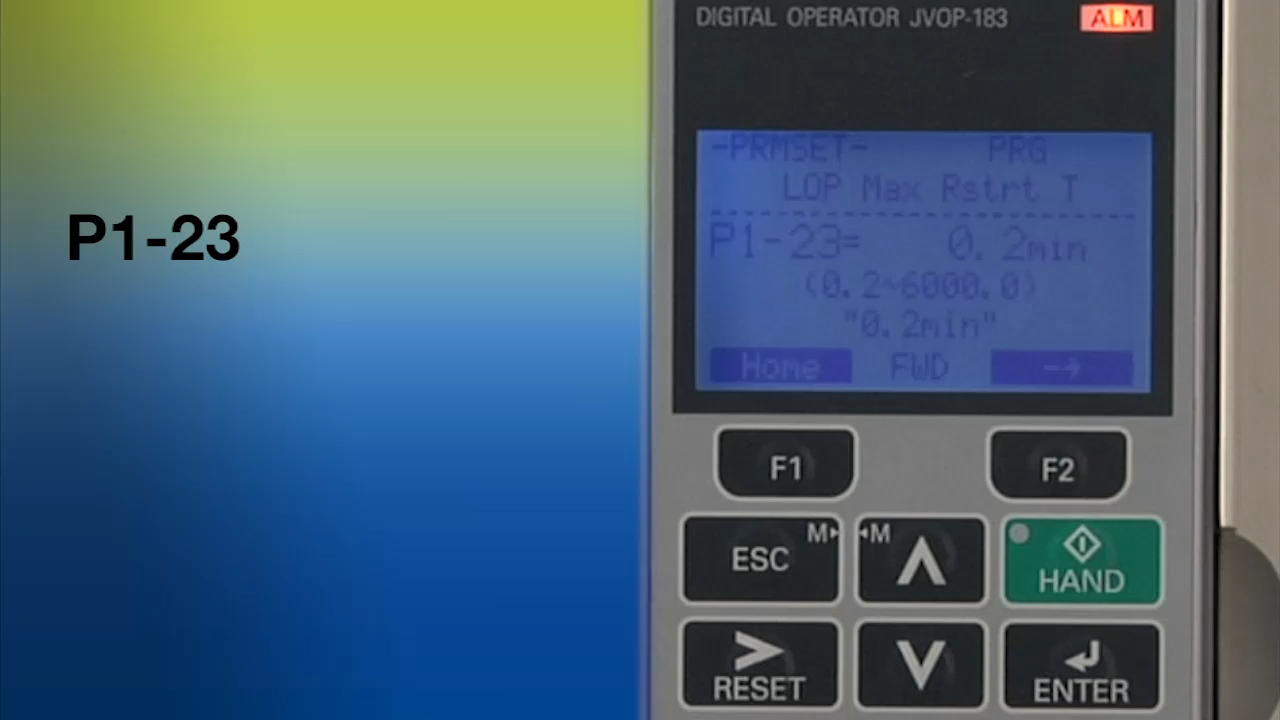 P1-23
DIGITAL OPERATOR JVOP-183
ALM
-PRMSET- PRG
LOP Max Rstrt T
P1-23= 0.2min
(0.2~6000.0)
"0.2min"
Home FWD →
F1 F2
ESC M ◂M HAND
RESET ENTER